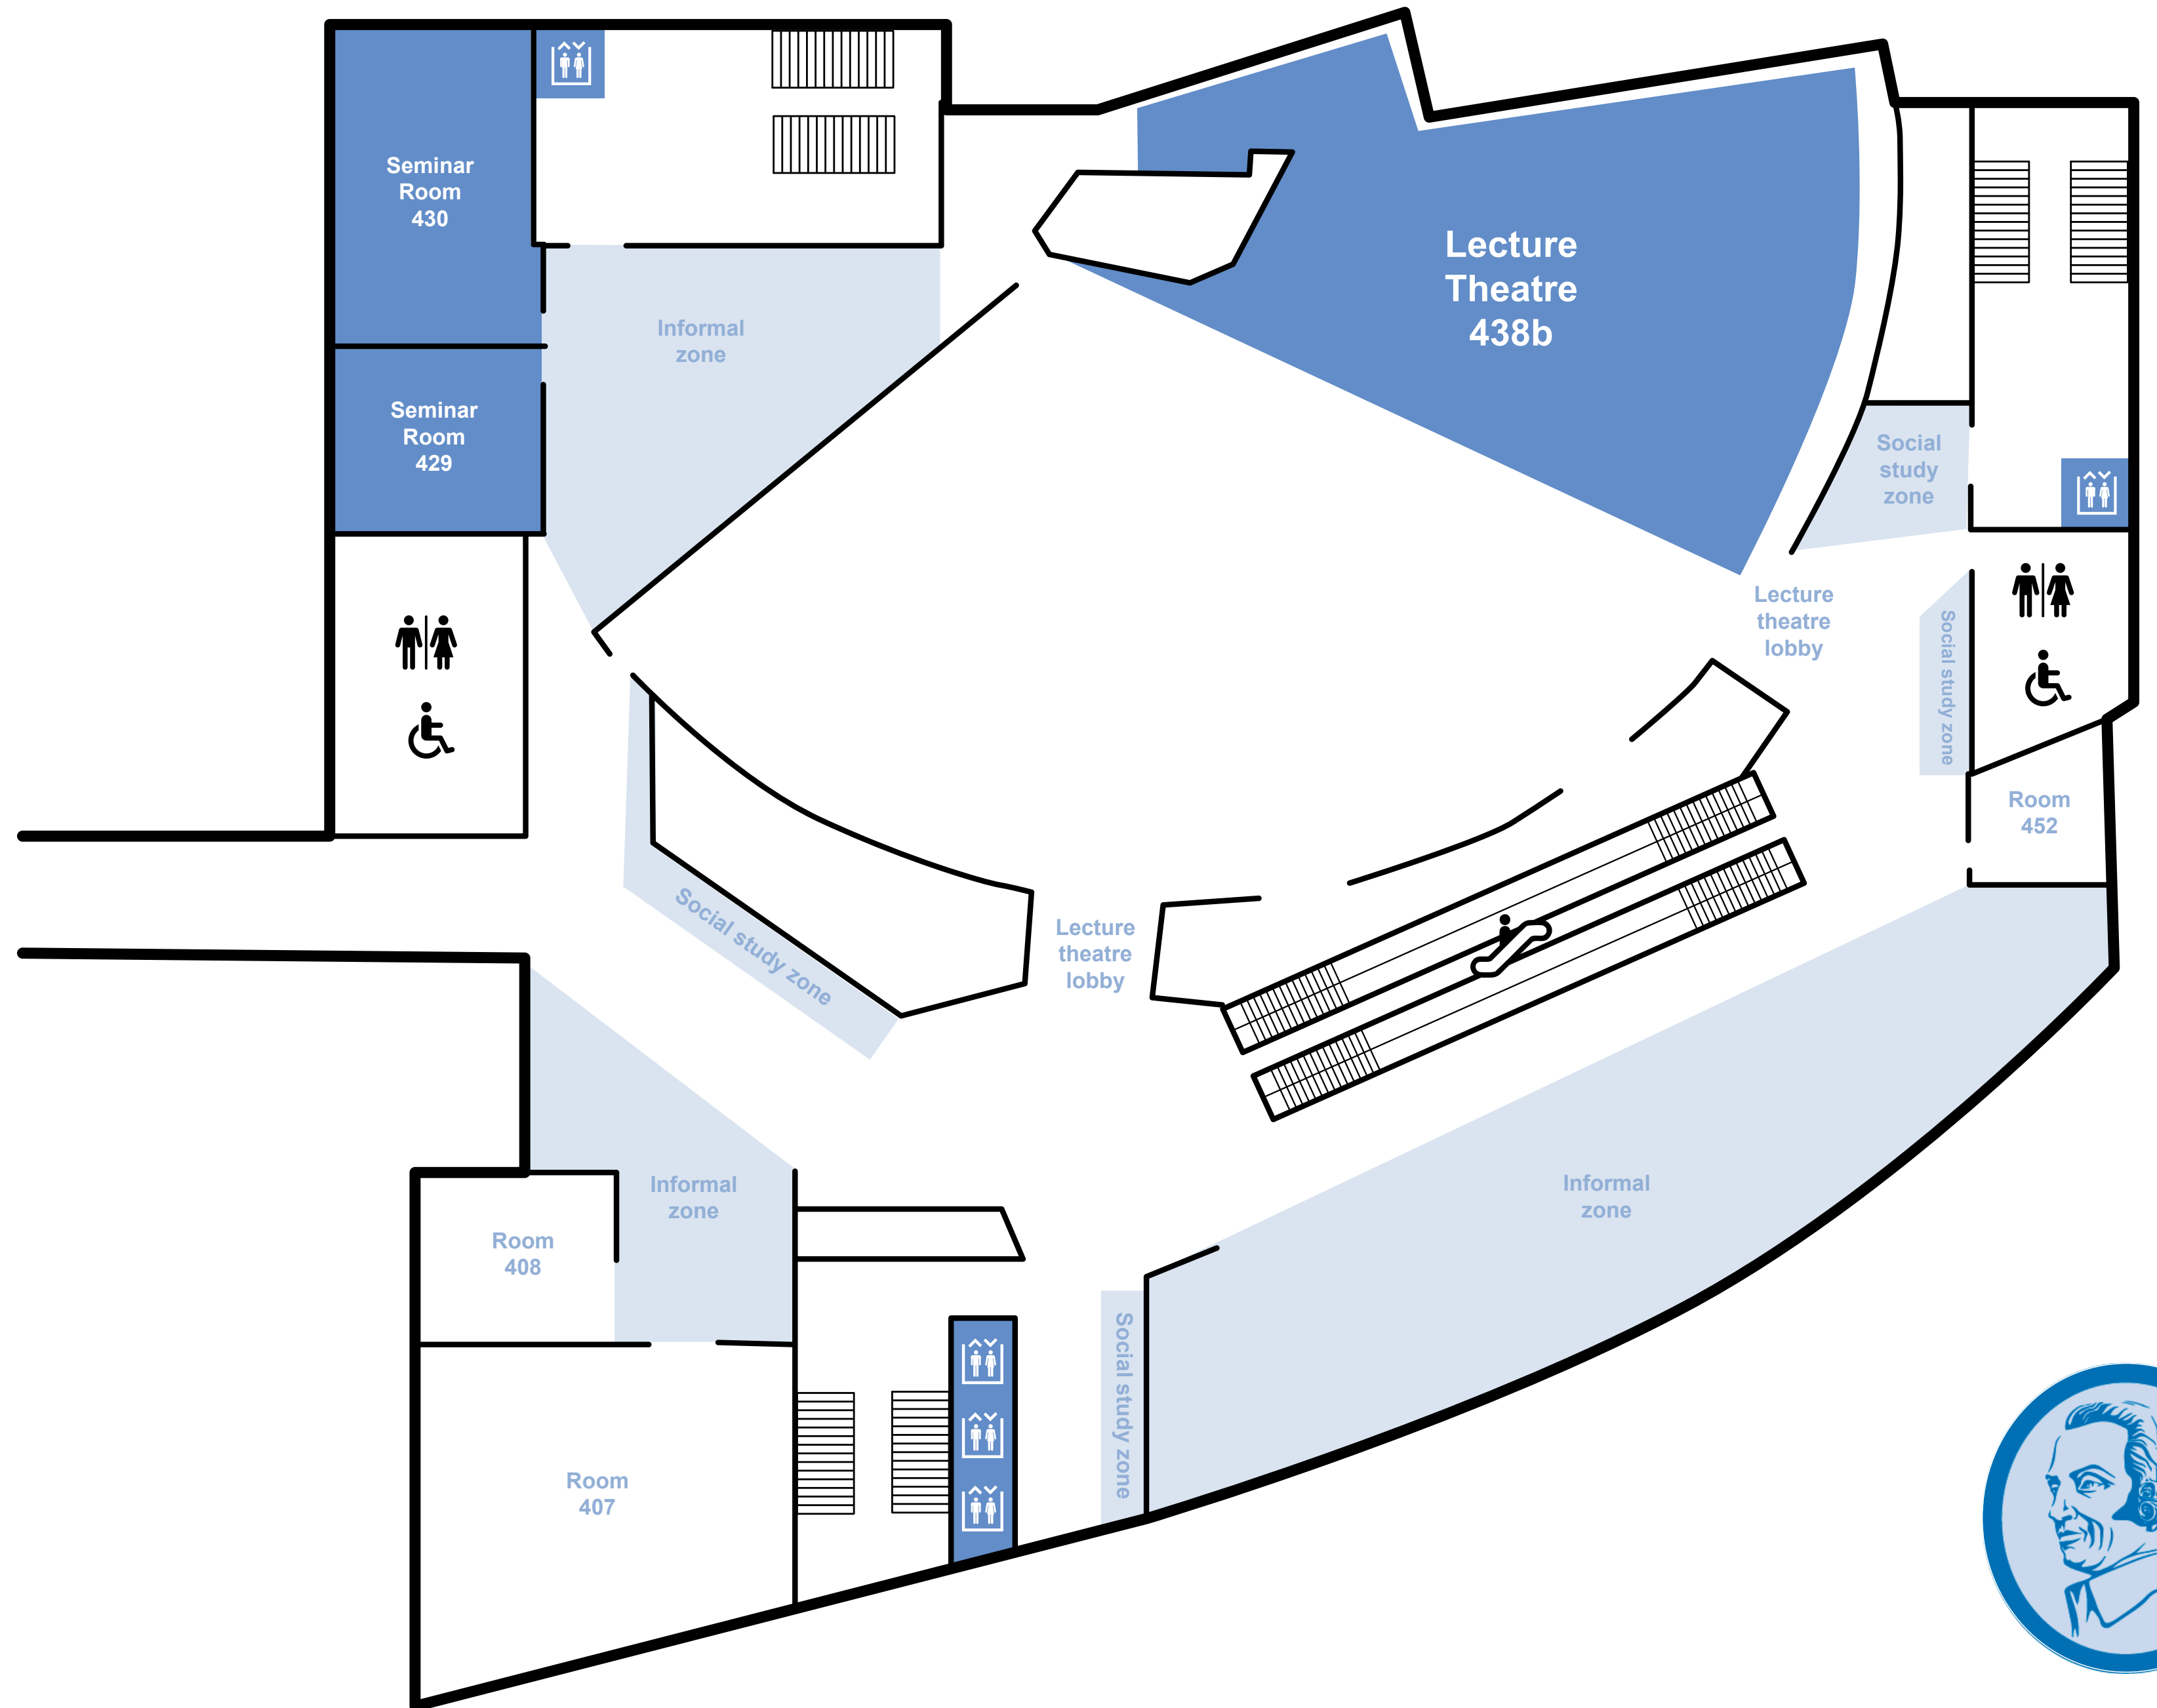 Seminar
Room
430
Informal
zone
Lecture
Theatre
438b
Seminar
Room
429
Social
study
zone
Lecture
theatre
lobby
Social study zone
Room
452
Social study zone
Lecture
theatre
lobby
Informal
zone
Informal
zone
Room
408
Social study zone
Room
407